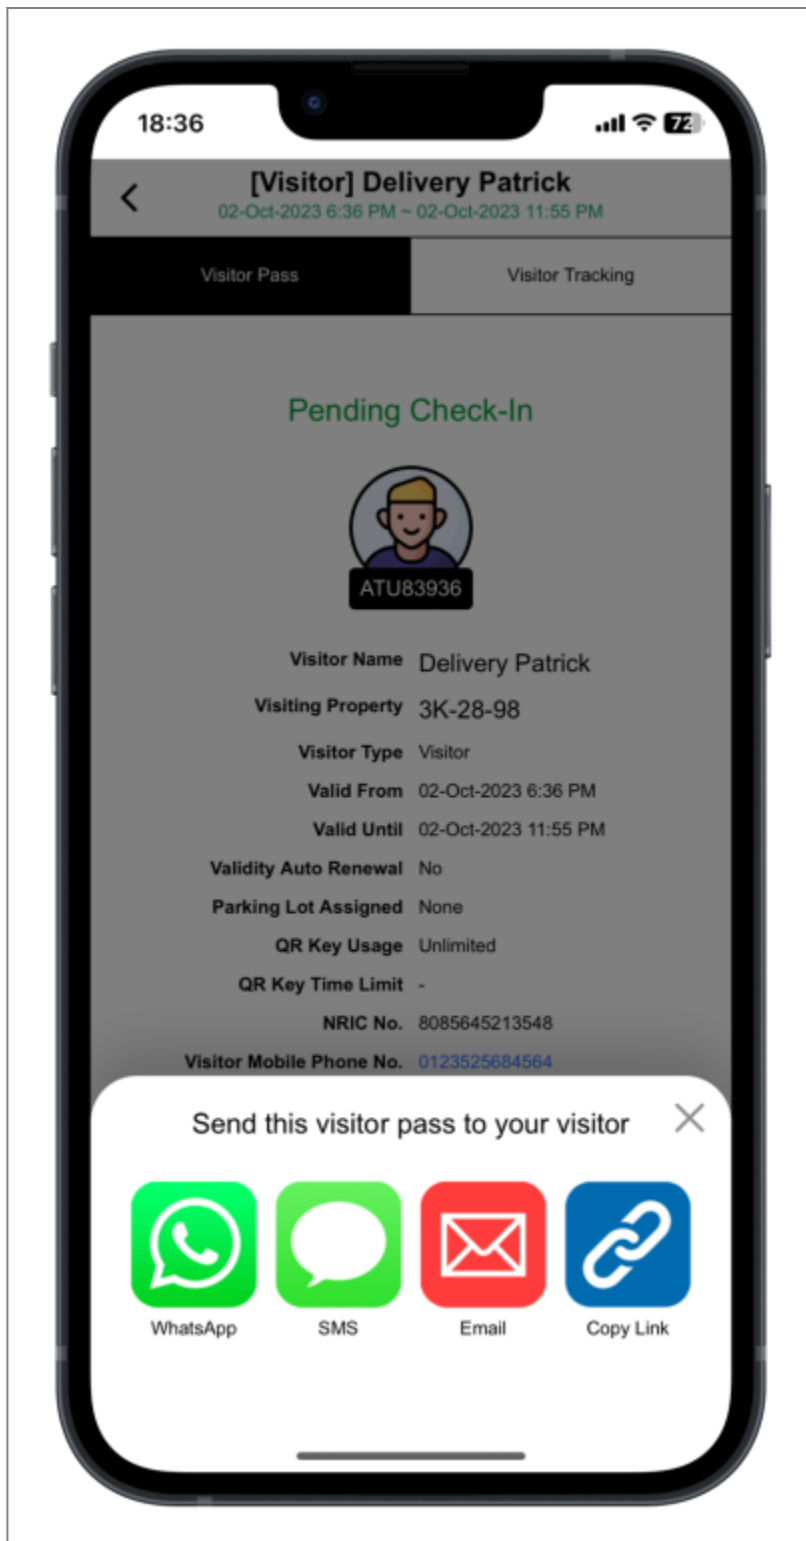 18:36
72
[Visitor] Delivery Patrick
02-Oct-2023 6:36 PM ~ 02-Oct-2023 11:55 PM
Visitor Pass Visitor Tracking
Pending Check-In
ATU83936
Visitor Name Delivery Patrick
Visiting Property 3K-28-98
Visitor Type Visitor
Valid From 02-Oct-2023 6:36 PM
Valid Until 02-Oct-2023 11:55 PM
Validity Auto Renewal No
Parking Lot Assigned None
QR Key Usage Unlimited
QR Key Time Limit -
NRIC No. 8085645213548
Visitor Mobile Phone No. 0123525684564
Send this visitor pass to your visitor
WhatsApp SMS Email Copy Link